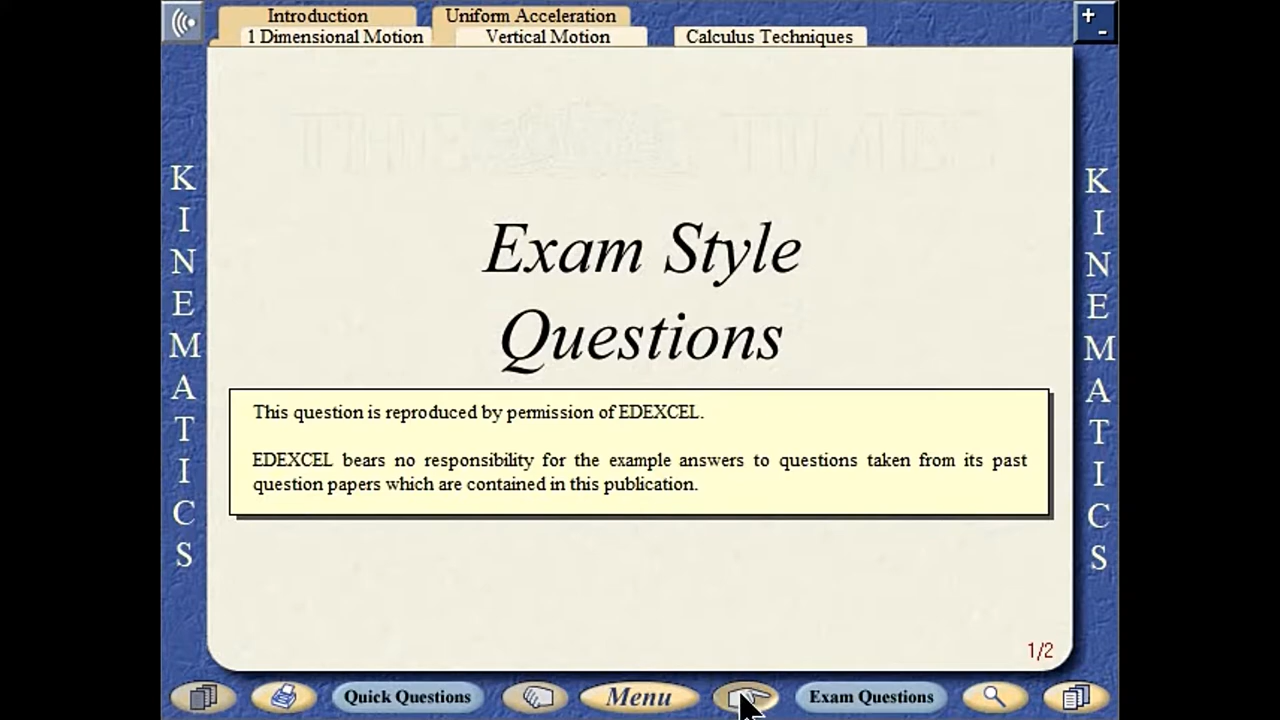 Introduction
Uniform Acceleration
1 Dimensional Motion
Vertical Motion
Calculus Techniques
KINEMATICS
Exam Style
Questions
This question is reproduced by permission of EDEXCEL.
EDEXCEL bears no responsibility for the example answers to questions taken from its past
question papers which are contained in this publication.
KINEMATICS
1/2
Quick Questions
Menu
Exam Questions